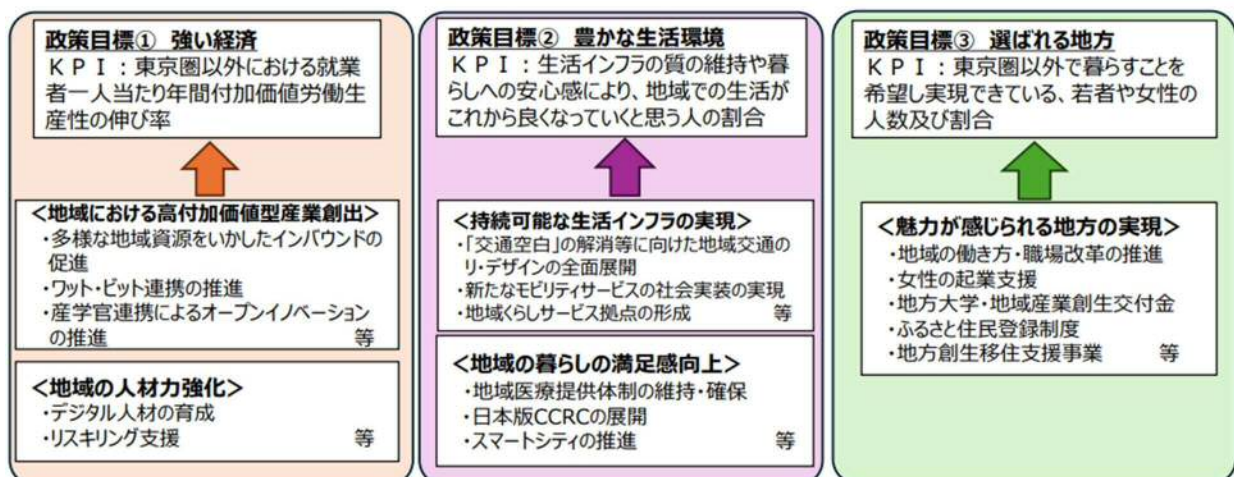 政策目標① 強い経済
KPI:東京圏以外における就業
者一人当たり年間付加価値労働生
産性の伸び率
<地域における高付加価値型産業創出>
・多様な地域資源をいかしたインバウンドの
促進
・ワット・ビット連携の推進
・産学官連携によるオープンイノベーション
の推進 等
<地域の人材力強化>
・デジタル人材の育成
・リスキリング支援 等
政策目標② 豊かな生活環境
KPI:生活インフラの質の維持や暮
らしへの安心感により、地域での生活が
これから良くなっていくと思う人の割合
<持続可能な生活インフラの実現>
・「交通空白」の解消等に向けた地域交通の
リ・デザインの全面展開
・新たなモビリティサービスの社会実装の実現
・地域くらしサービス拠点の形成 等
<地域の暮らしの満足感向上>
・地域医療提供体制の維持・確保
・日本版CCRCの展開
・スマートシティの推進 等
政策目標③ 選ばれる地方
KPI:東京圏以外で暮らすことを
希望し実現できている、若者や女性の
人数及び割合
<魅力が感じられる地方の実現>
・地域の働き方・職場改革の推進
・女性の起業支援
・地方大学・地域産業創生交付金
・ふるさと住民登録制度
・地方創生移住支援事業 等